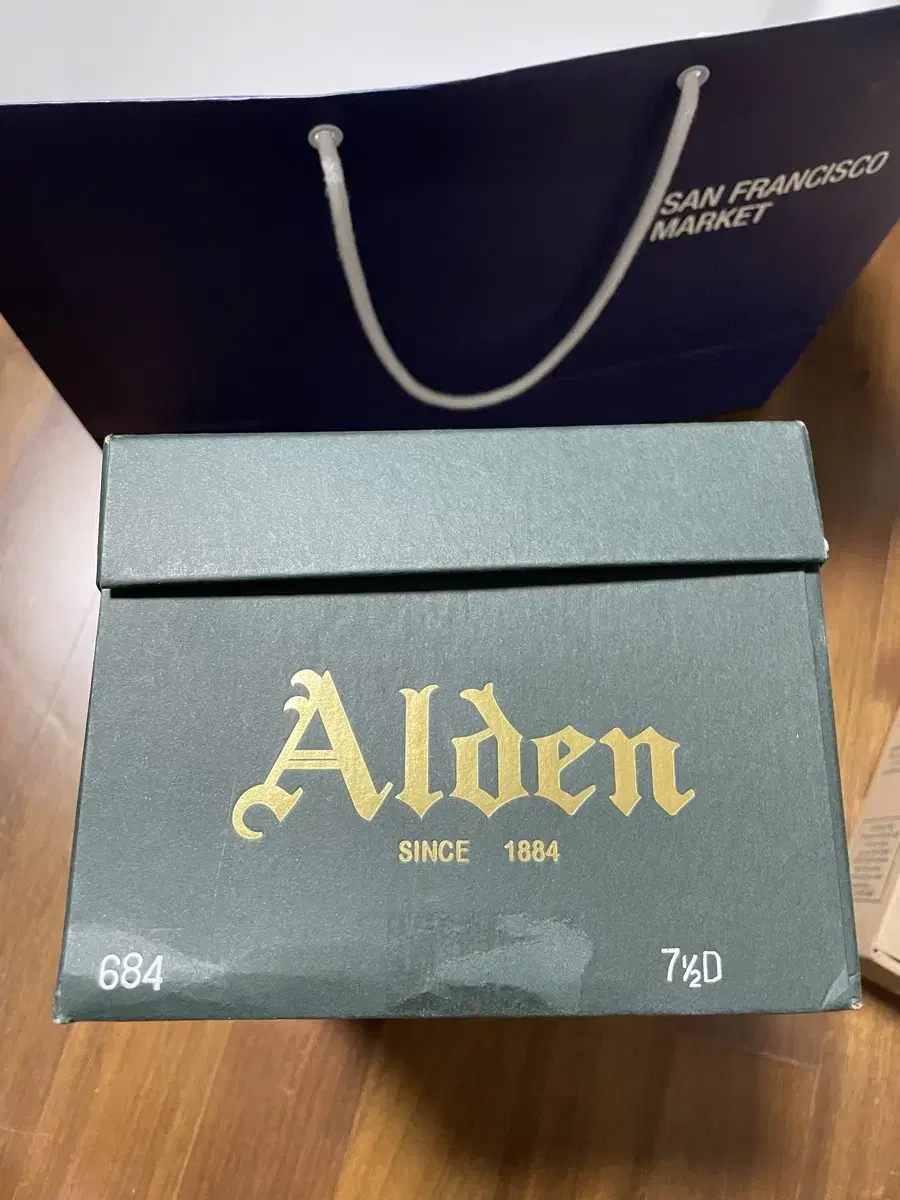 SAN FRANCISCO
MARKET
Alden
SINCE 1884
684 7½D